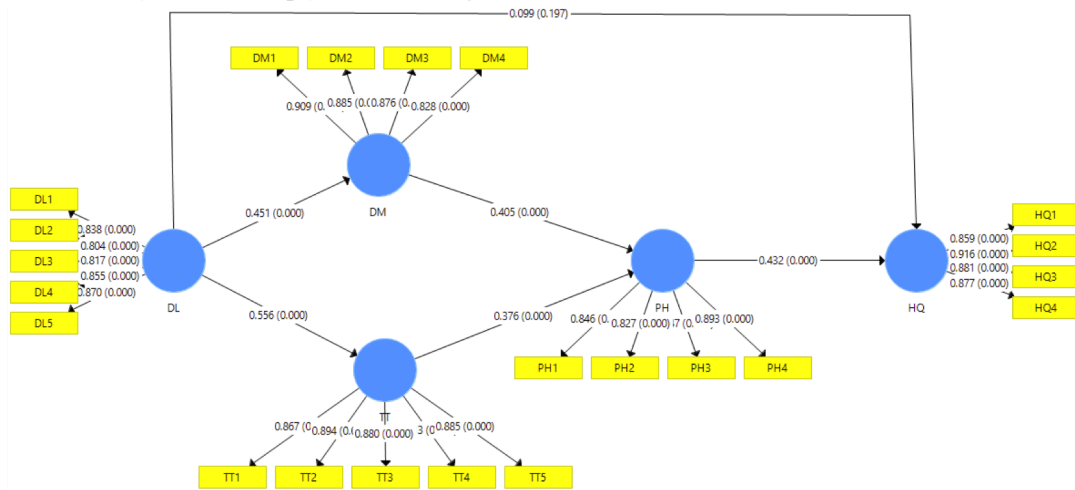 0.099 (0.197)
DM1 DM2 DM3 DM4
0.909 (0. 0.885 (0.0 0.876 (0. 0.828 (0.000)
DM
DL1
DL2
DL3
DL4
DL5
0.838 (0.000)
0.804 (0.000)
0.817 (0.000)
0.855 (0.000)
0.870 (0.000)
DL
0.451 (0.000)
0.405 (0.000)
0.556 (0.000)
0.376 (0.000)
PH
0.432 (0.000)
HQ
0.859 (0.000)
0.916 (0.000)
0.881 (0.000)
0.877 (0.000)
HQ1
HQ2
HQ3
HQ4
0.846 (0. 0.827 (0.000) 7 (0. 0.893 (0.000)
PH1 PH2 PH3 PH4
TT
0.867 (0 0.894 (0. 0.880 (0.000) 3 (0 0.885 (0.000)
TT1 TT2 TT3 TT4 TT5